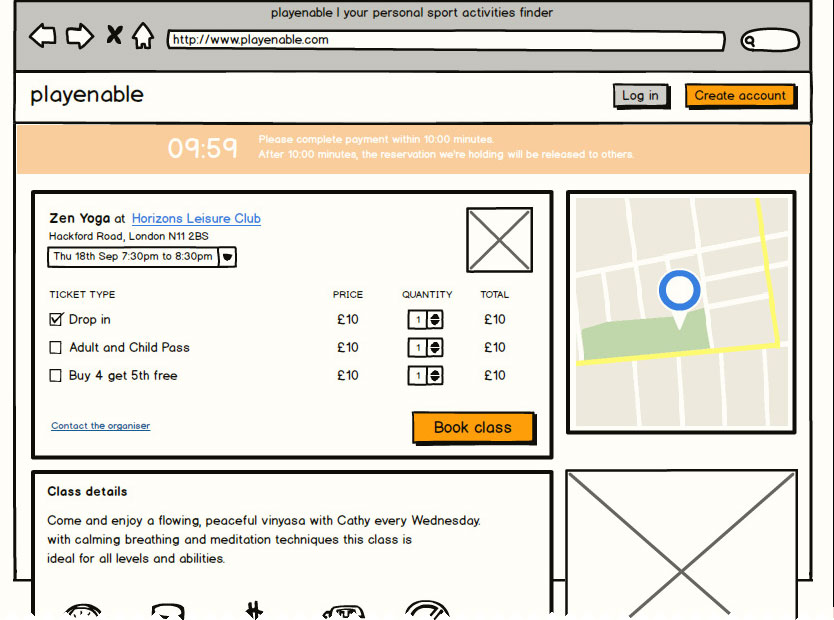 playenable | your personal sport activities finder
http://www.playenable.com
playenable
Log in
Create account
09:59
Please complete payment within 10:00 minutes.
After 10:00 minutes, the reservation we're holding will be released to others.
Zen Yoga at Horizons Leisure Club
Hackford Road, London N11 2BS
Thu 18th Sep 7:30pm to 8:30pm
TICKET TYPE PRICE QUANTITY TOTAL
Drop in £10 1 £10
Adult and Child Pass £10 1 £10
Buy 4 get 5th free £10 1 £10
Contact the organiser
Book class
Class details
Come and enjoy a flowing, peaceful vinyasa with Cathy every Wednesday.
with calming breathing and meditation techniques this class is
ideal for all levels and abilities.